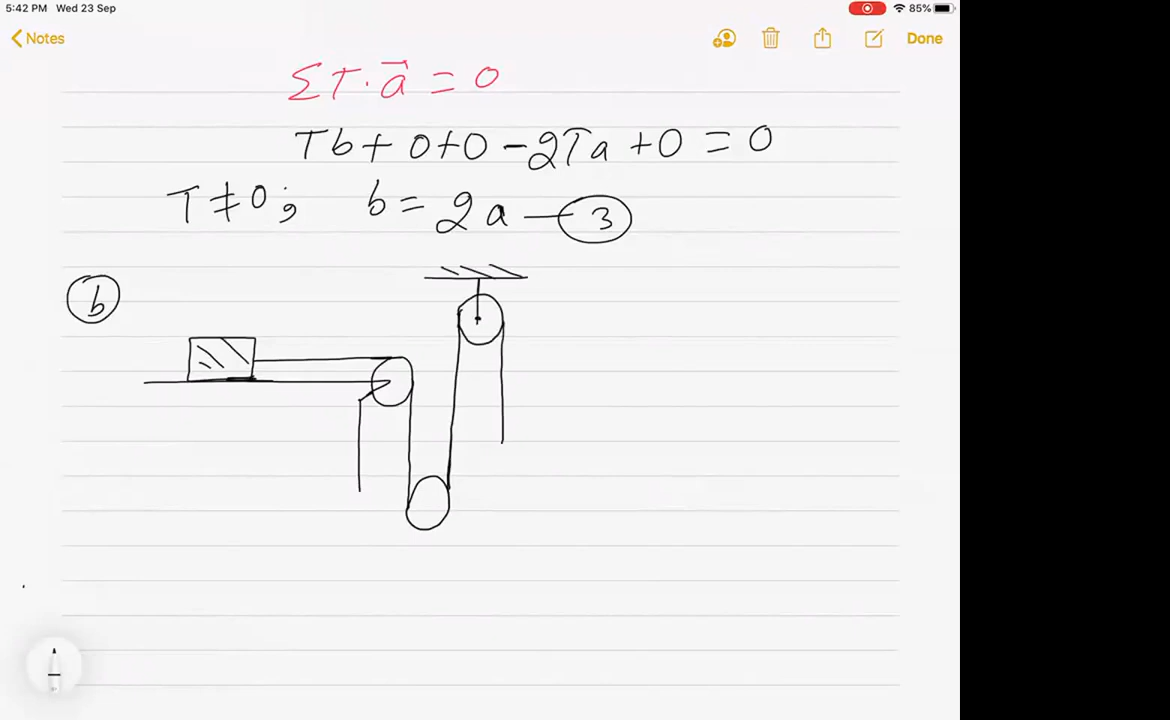 5:42 PM Wed 23 Sep
85%
Notes
Done
ΣT·a⃗ = 0
Tb + 0 + 0 - 2Ta + 0 = 0
T ≠ 0; b = 2a — ③
ⓑ